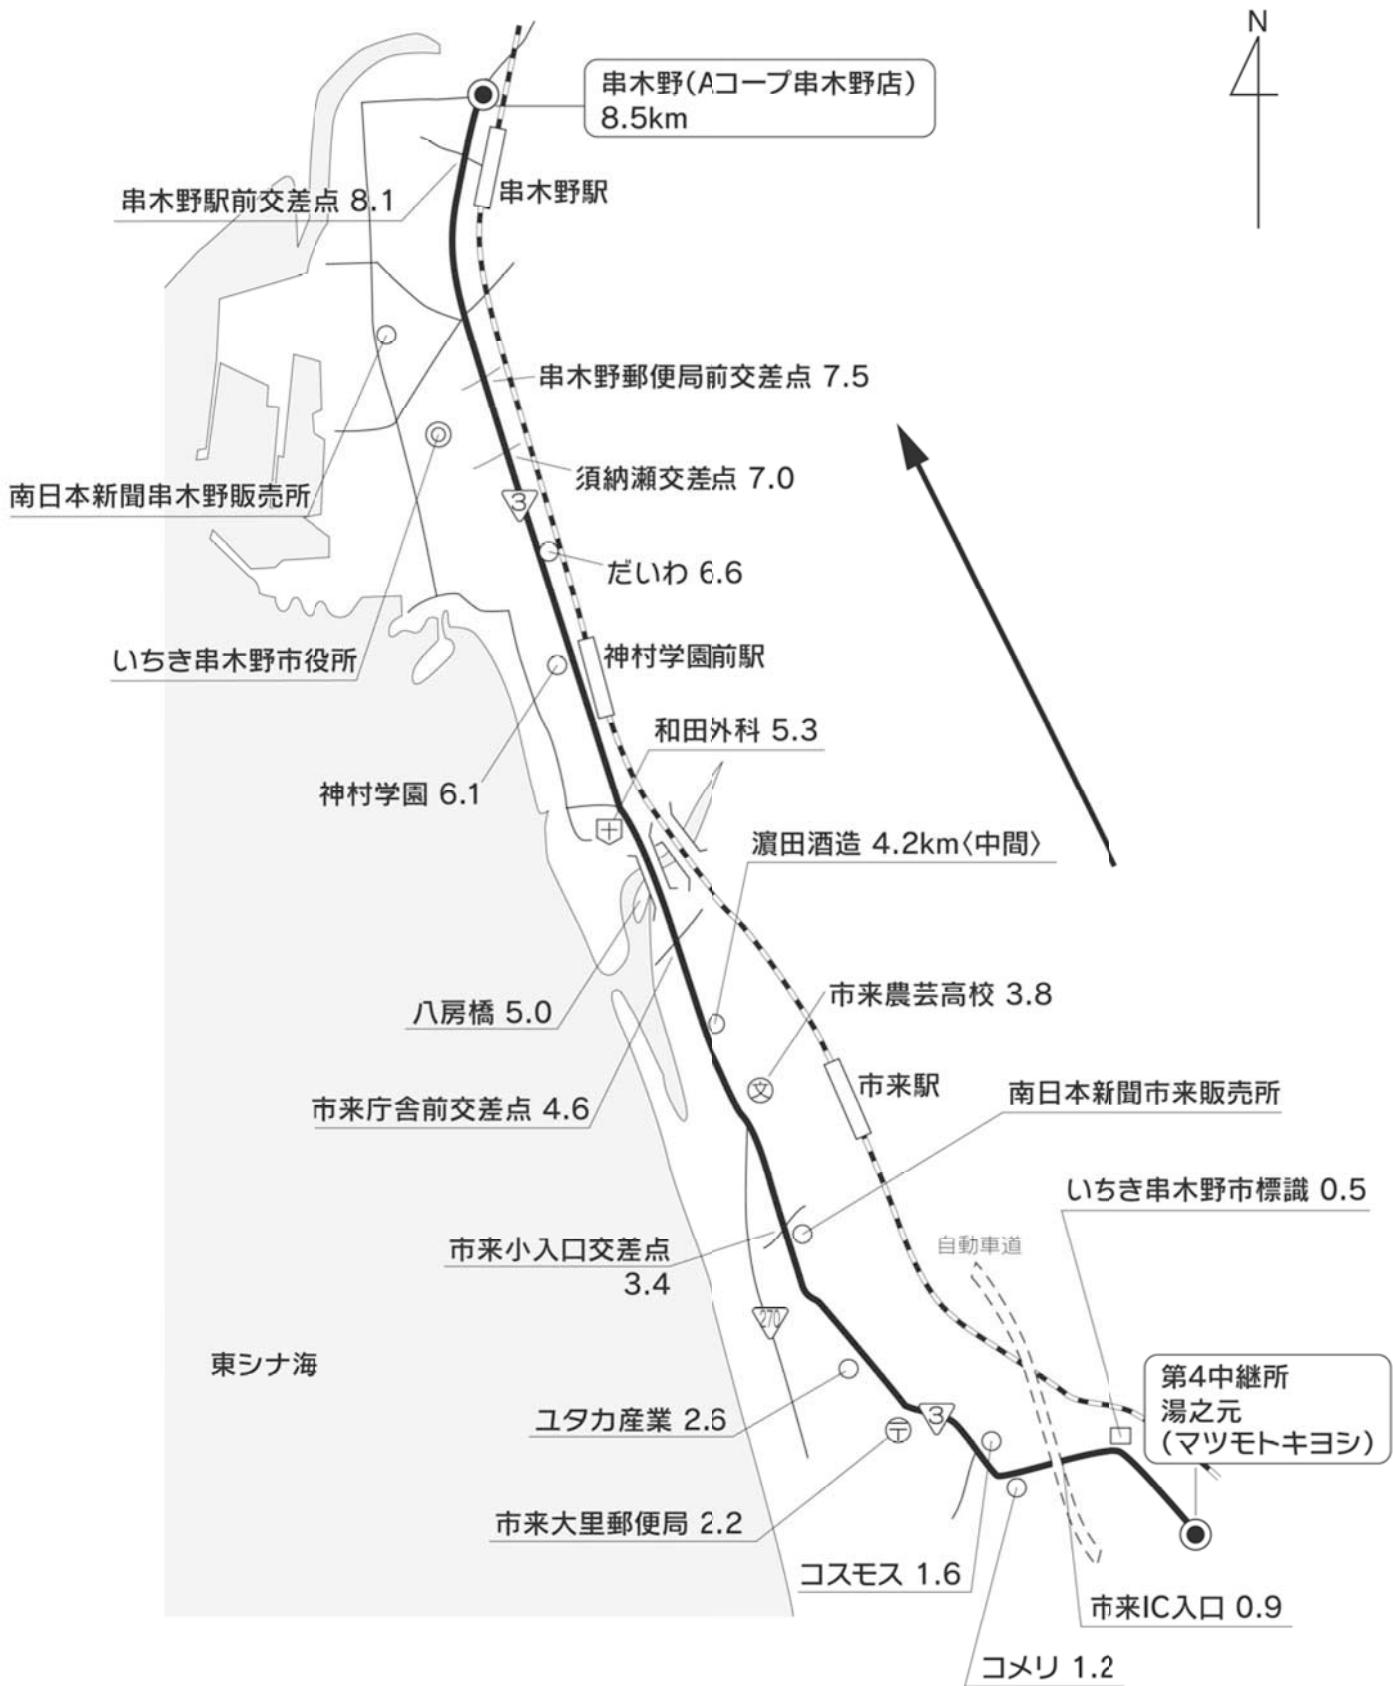 N
串木野(Aコープ串木野店)
8.5km
串木野駅前交差点 8.1
串木野駅
串木野郵便局前交差点 7.5
須納瀬交差点 7.0
南日本新聞串木野販売所
3
だいわ 6.6
いちき串木野市役所
神村学園前駅
和田外科 5.3
神村学園 6.1
濵田酒造 4.2km〈中間〉
八房橋 5.0
市来農芸高校 3.8
文
市来駅
市来庁舎前交差点 4.6
南日本新聞市来販売所
いちき串木野市標識 0.5
自動車道
市来小入口交差点
3.4
270
東シナ海
第4中継所
湯之元
(マツモトキヨシ)
ユタカ産業 2.6
3
〒
市来大里郵便局 2.2
コスモス 1.6
市来IC入口 0.9
コメリ 1.2